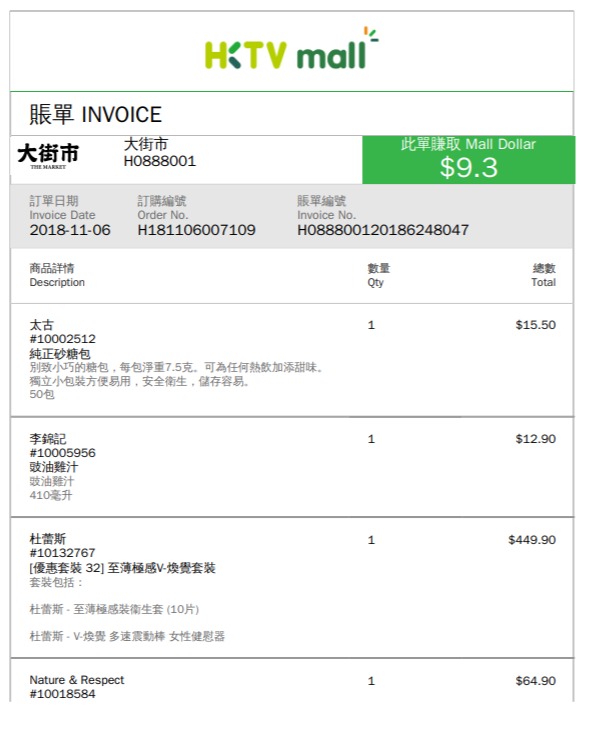 HKTV mall
賬單 INVOICE
大街市
THE MARKET
大街市
H0888001
此單賺取 Mall Dollar
$9.3
訂單日期 訂購編號 賬單編號
Invoice Date Order No. Invoice No.
2018-11-06 H181106007109 H088800120186248047
商品詳情 數量 總數
Description Qty Total
太古 1 $15.50
#10002512
純正砂糖包
別致小巧的糖包，每包淨重7.5克。可為任何熱飲加添甜味。
獨立小包裝方便易用，安全衛生，儲存容易。
50包
李錦記 1 $12.90
#10005956
豉油雞汁
豉油雞汁
410毫升
杜蕾斯 1 $449.90
#10132767
[優惠套裝 32] 至薄極感V-煥覺套裝
套裝包括：
杜蕾斯 - 至薄極感裝衞生套 (10片)
杜蕾斯 - V-煥覺 多速震動棒 女性健慰器
Nature & Respect 1 $64.90
#10018584